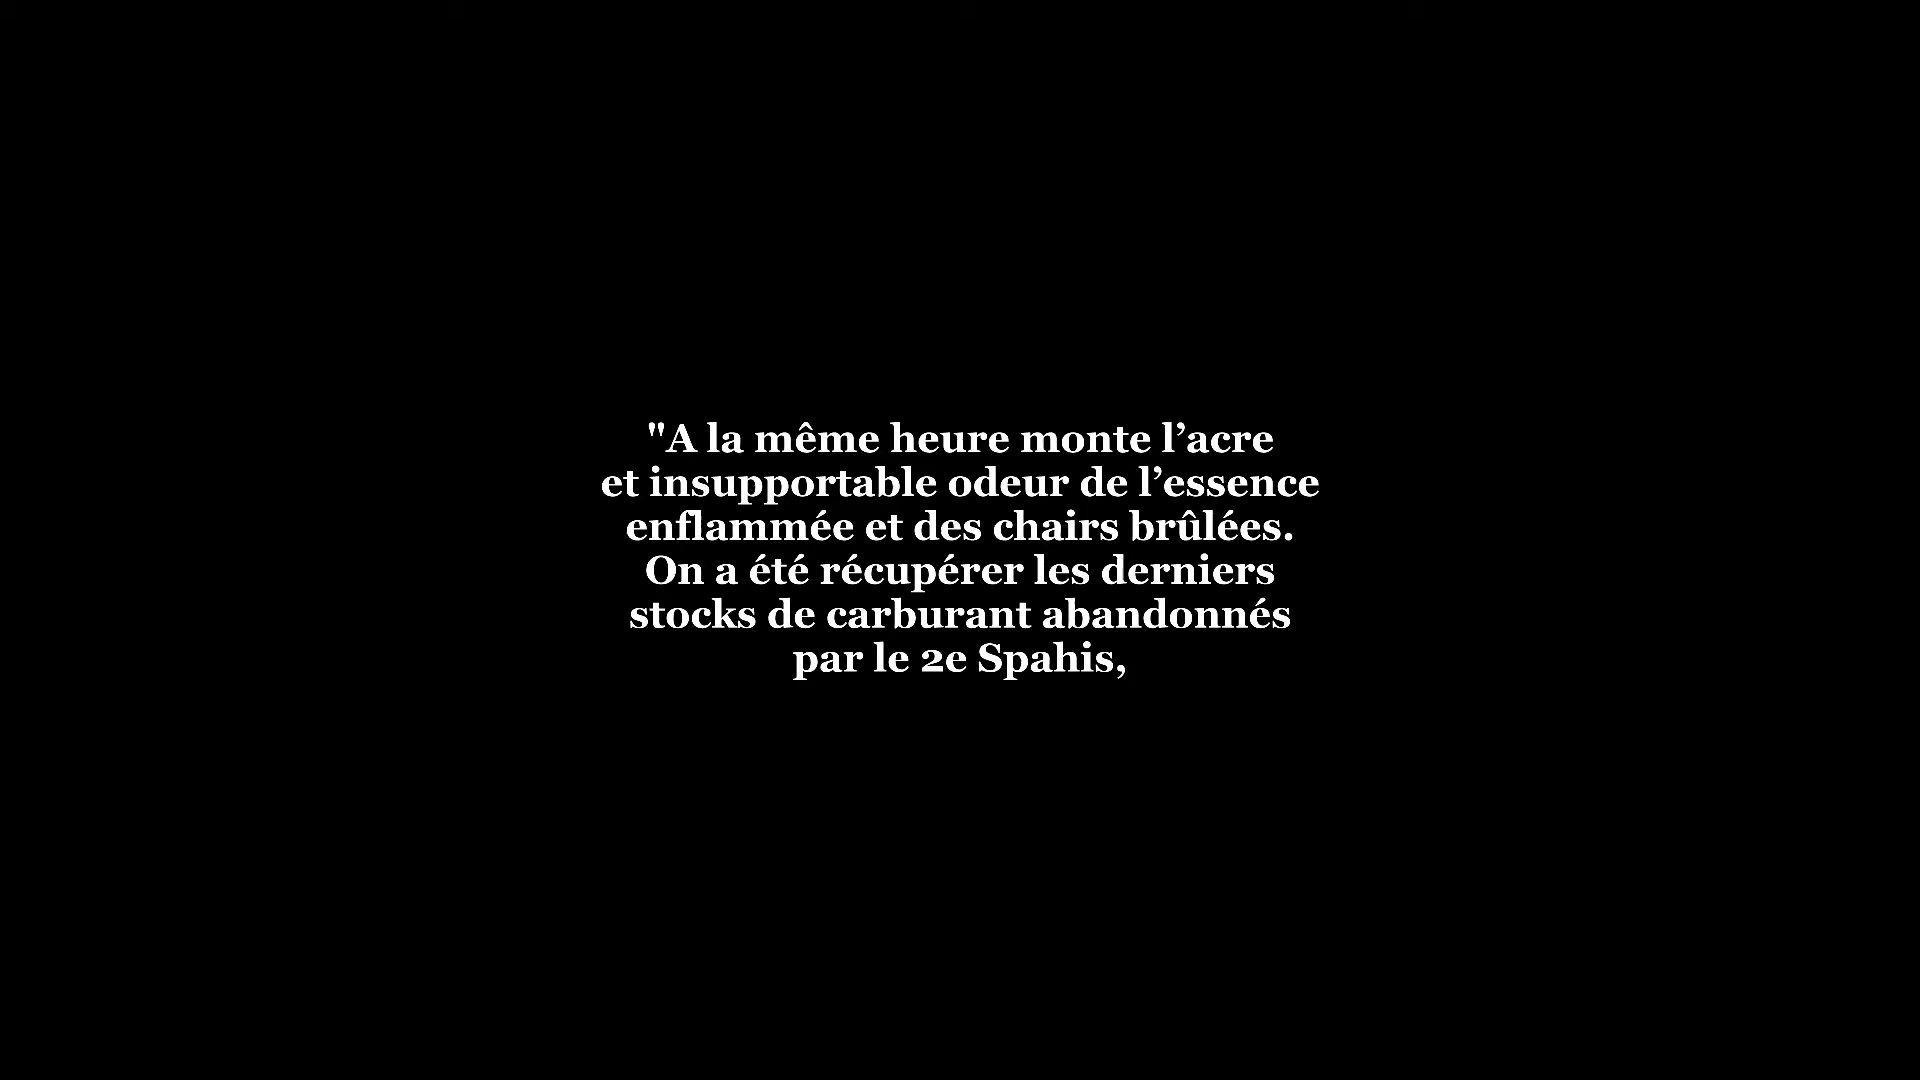 "A la même heure monte l’acre
et insupportable odeur de l’essence
enflammée et des chairs brûlées.
On a été récupérer les derniers
stocks de carburant abandonnés
par le 2e Spahis,